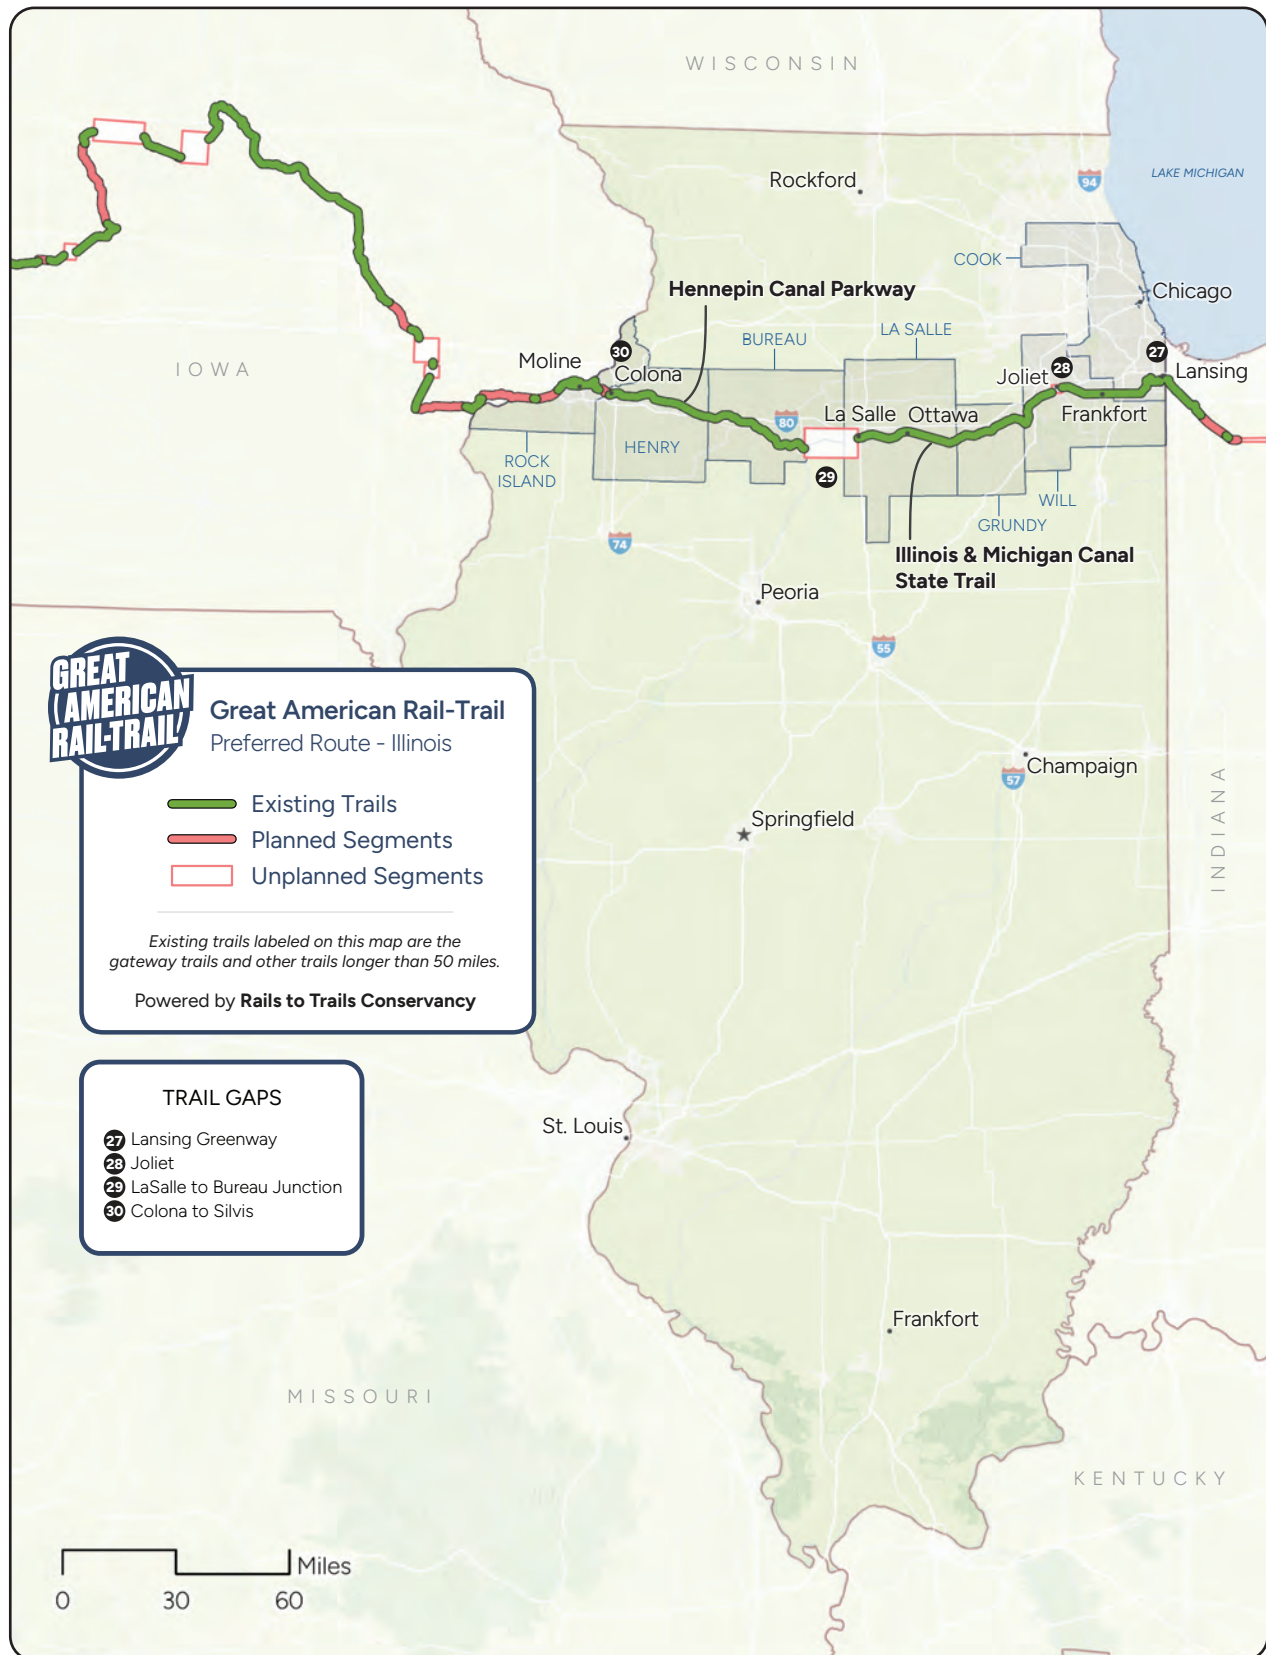 WISCONSIN
LAKE MICHIGAN
94
Rockford
COOK
Chicago
Hennepin Canal Parkway
IOWA
BUREAU
LA SALLE
30
27
Moline
Colona
28
Joliet
Lansing
80
La Salle
Ottawa
Frankfort
HENRY
ROCK
ISLAND
29
WILL
GRUNDY
74
Illinois & Michigan Canal
State Trail
Peoria
55
GREAT
AMERICAN
RAIL-TRAIL
Great American Rail-Trail
Preferred Route - Illinois
Existing Trails
Planned Segments
Unplanned Segments
Existing trails labeled on this map are the
gateway trails and other trails longer than 50 miles.
Powered by Rails to Trails Conservancy
Champaign
57
INDIANA
Springfield
TRAIL GAPS
27 Lansing Greenway
28 Joliet
29 LaSalle to Bureau Junction
30 Colona to Silvis
St. Louis
Frankfort
MISSOURI
KENTUCKY
Miles
0 30 60